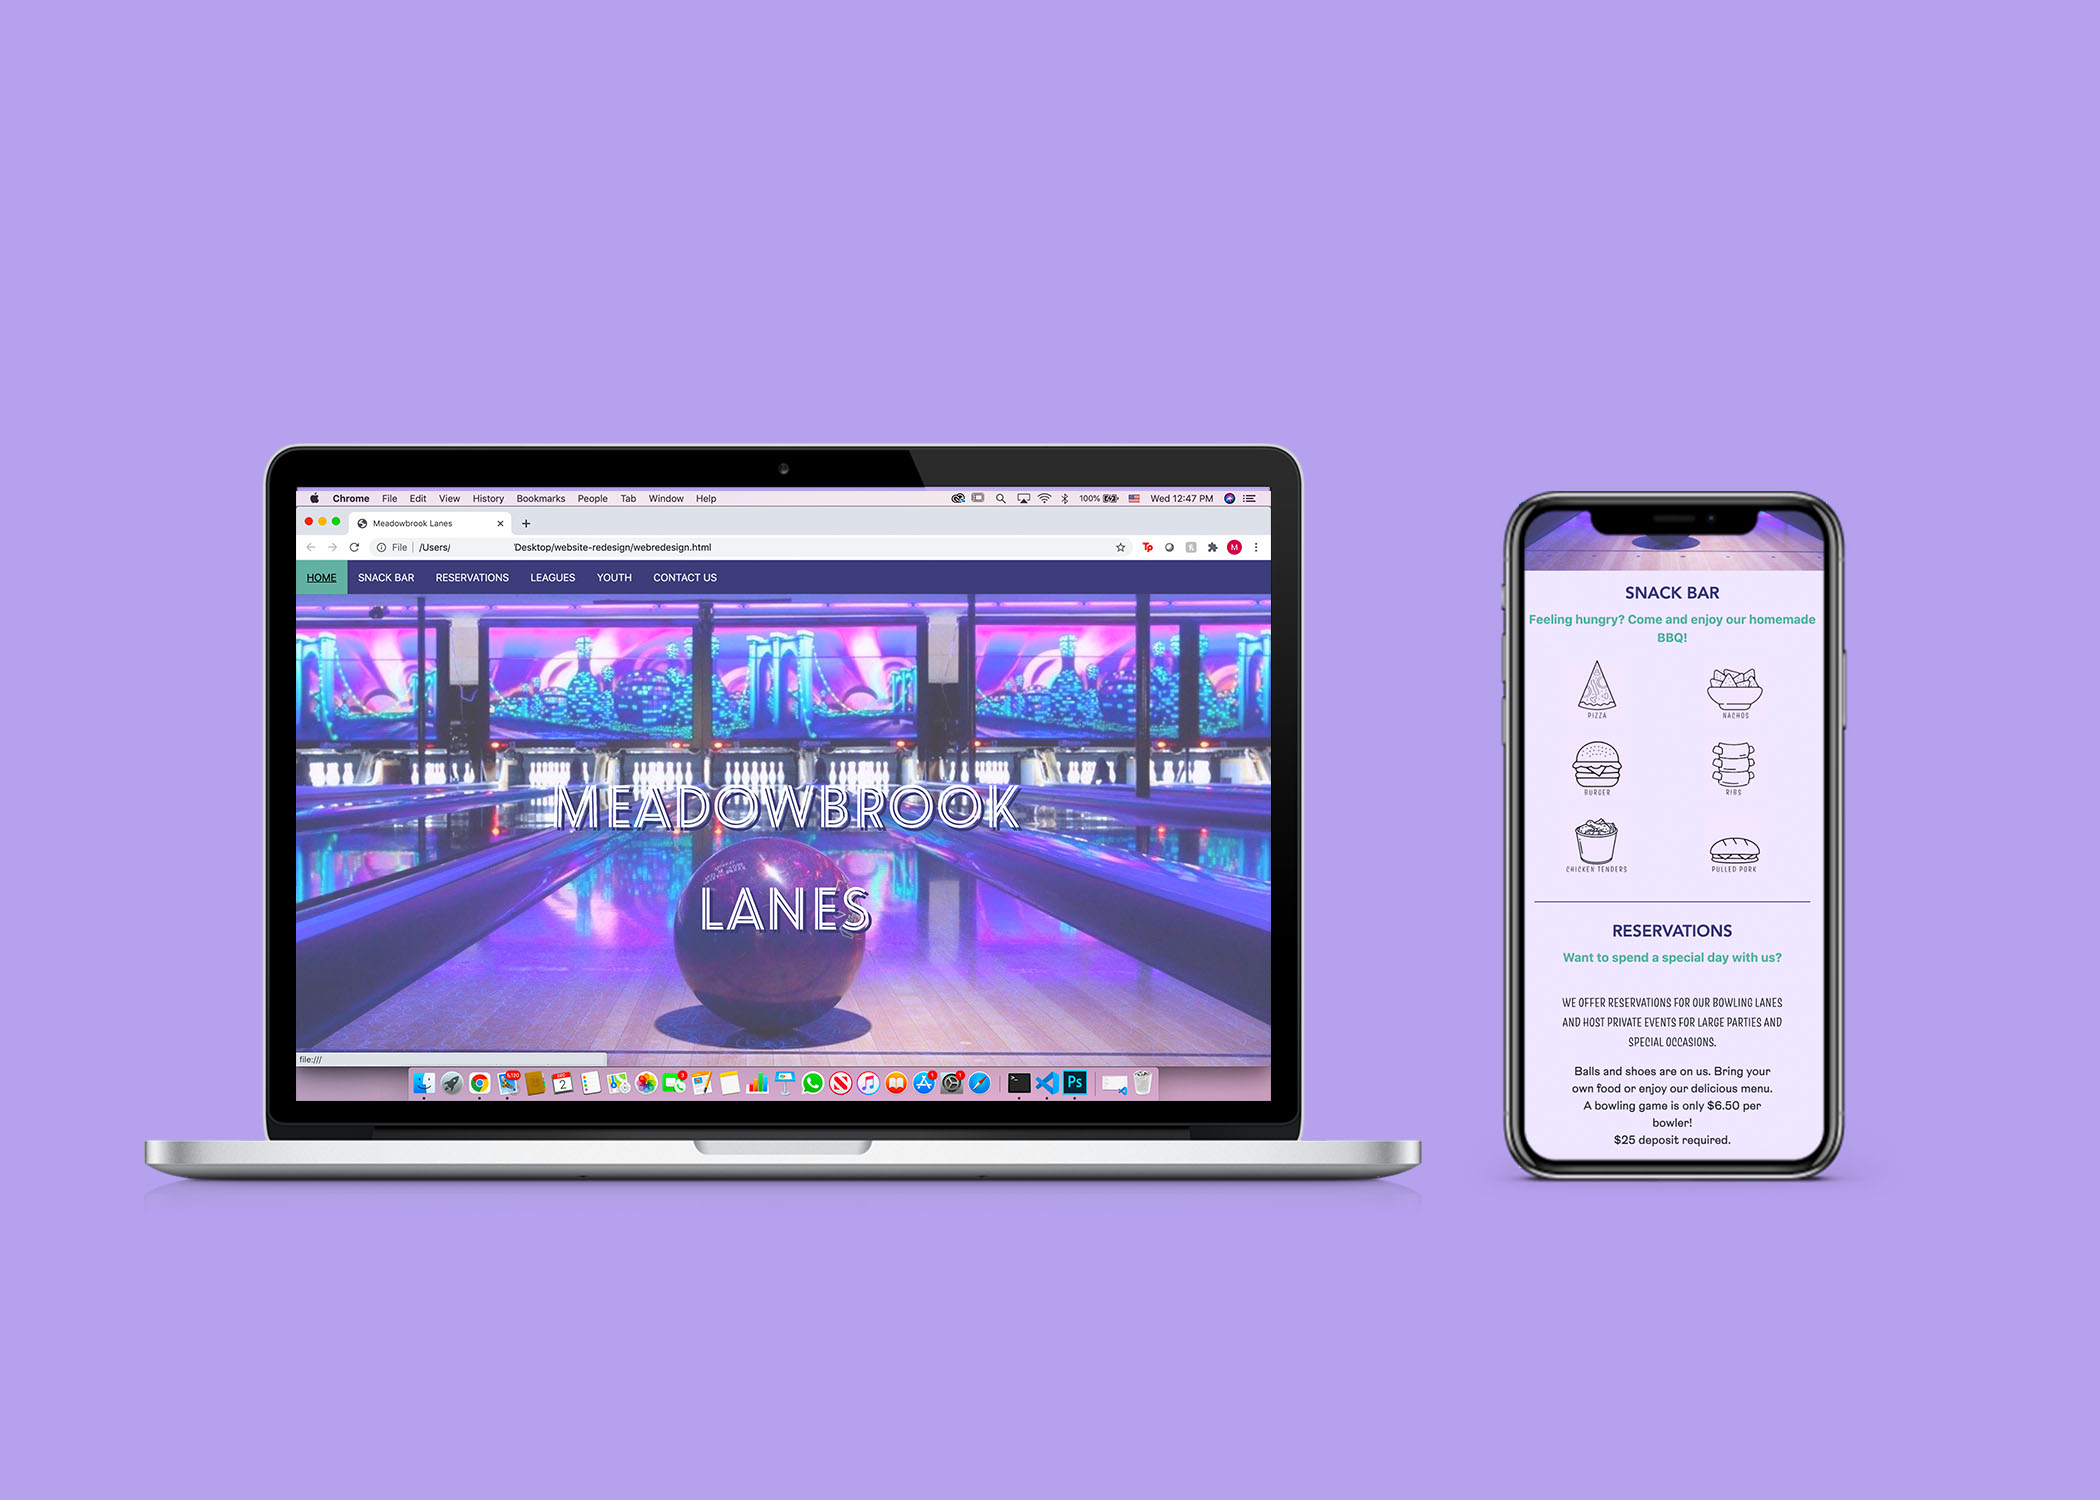 Chrome File Edit View History Bookmarks People Tab Window Help 100% Wed 12:47 PM
Meadowbrook Lanes
File /Users/ Desktop/website-redesign/webredesign.html Tp M
HOME SNACK BAR RESERVATIONS LEAGUES YOUTH CONTACT US
MEADOWBROOK
LANES
file:///
2
Ps
SNACK BAR
Feeling hungry? Come and enjoy our homemade
BBQ!
PIZZA NACHOS
BURGER RIBS
CHICKEN TENDERS PULLED PORK
RESERVATIONS
Want to spend a special day with us?
WE OFFER RESERVATIONS FOR OUR BOWLING LANES
AND HOST PRIVATE EVENTS FOR LARGE PARTIES AND
SPECIAL OCCASIONS.
Balls and shoes are on us. Bring your
own food or enjoy our delicious menu.
A bowling game is only $6.50 per
bowler!
$25 deposit required.